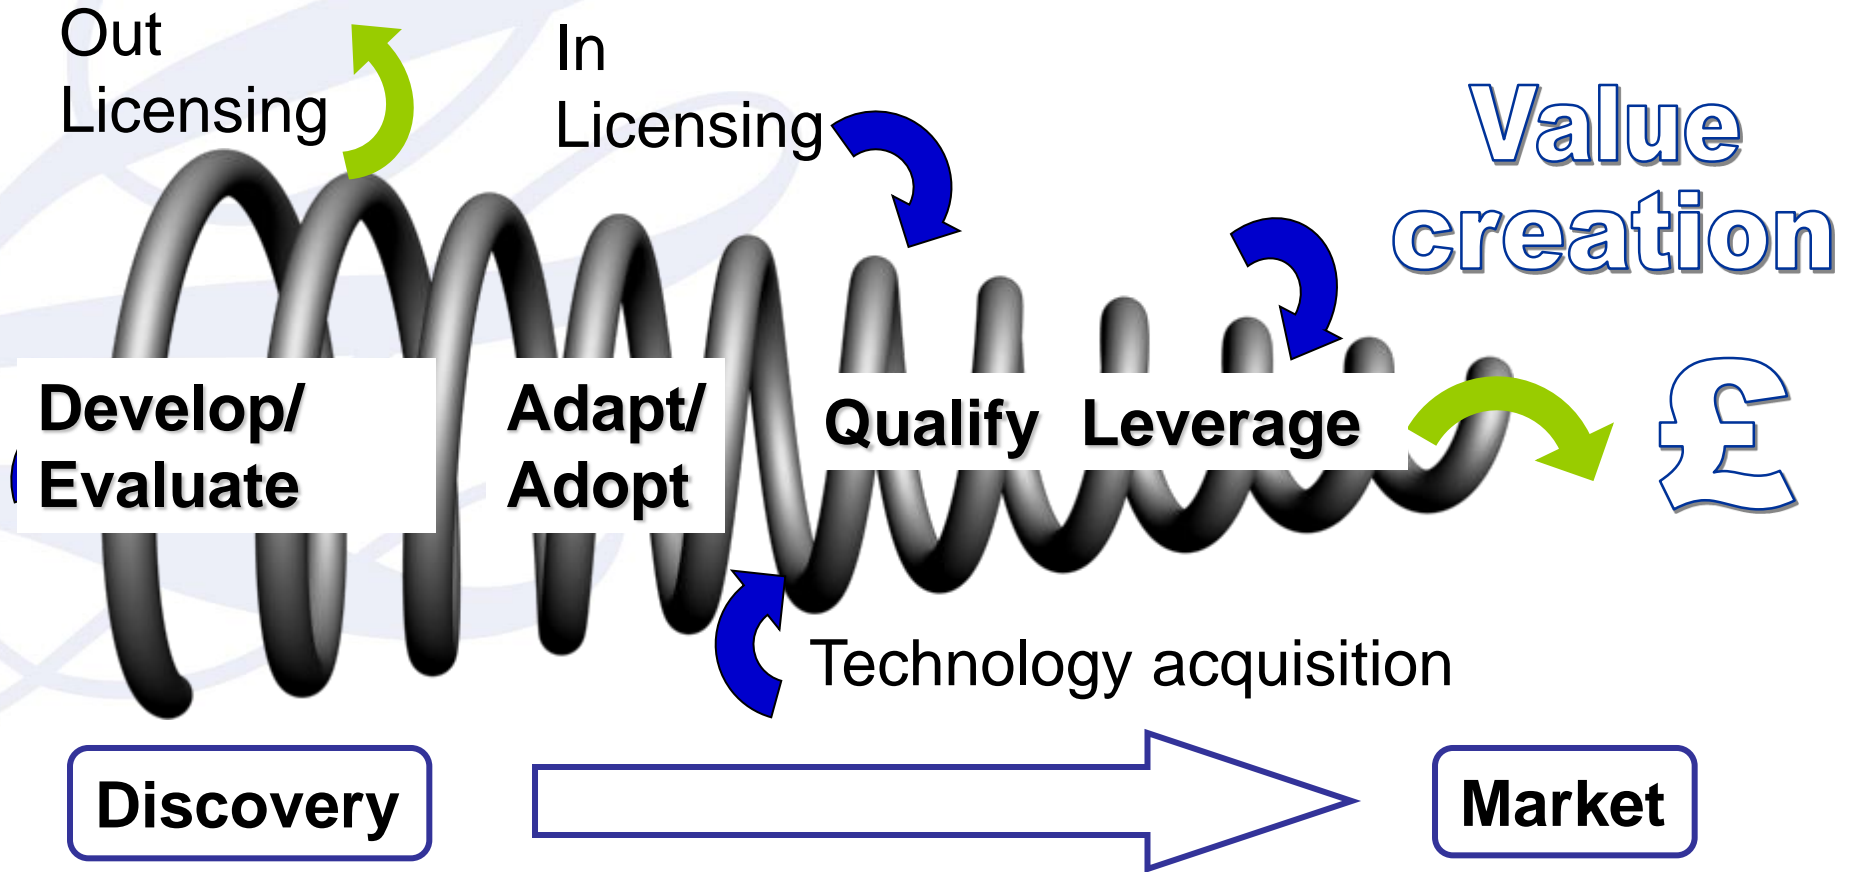 Out
Licensing
In
Licensing
Value
creation
Develop/
Evaluate
Adapt/
Adopt
Qualify
Leverage
£
Technology acquisition
Discovery
Market